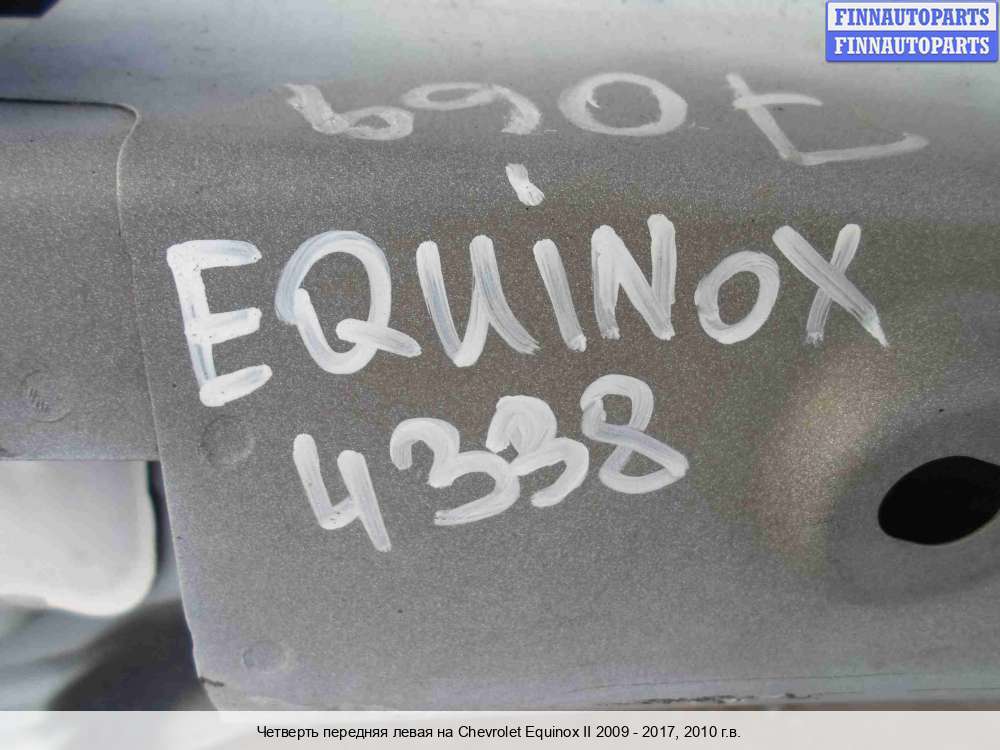 FINNAUTOPARTS
FINNAUTOPARTS
EQUINOX
4338
Четверть передняя левая на Chevrolet Equinox II 2009 - 2017, 2010 г.в.